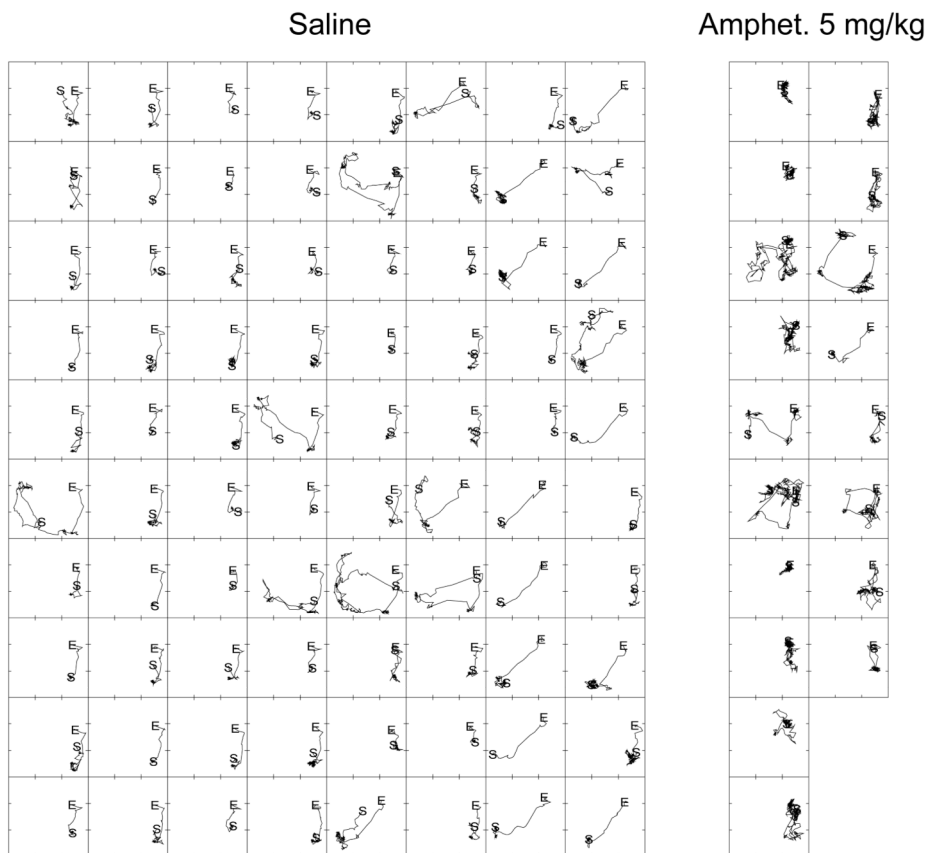 Saline Amphet. 5 mg/kg
S E E S E S E S E S E S E S E S E E S
E S E S E S E S S E S E E S E E S
E S E S E S E S E S E S E E S E S E
E S E S E S E S E S E S E S S E E S
E S E S E S E S E S E S E S E S E S E S
E S E S E S E S E S S E E S E S E
E S E S E S E S E S E S E S E S E S
E S E S E S E S E S E S E S E S E S
E S E S E S E S E S E S E S E S
E S E S E S E S E S E S E S E S